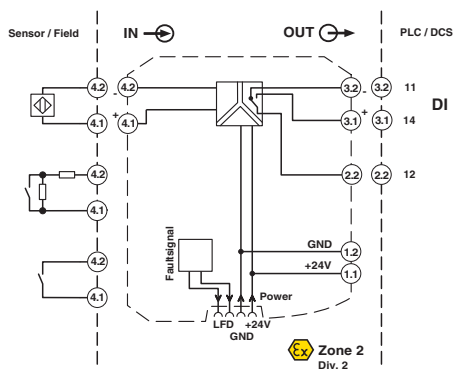 Sensor / Field
IN
OUT
PLC / DCS
4.2
4.2
-
3.2
-
3.2
11
DI
4.1
+
4.1
3.1
+
3.1
14
4.2
2.2
2.2
12
4.1
Faultsignal
GND
1.2
4.2
+24V
1.1
4.1
Power
LFD
+24V
GND
Ex
Zone 2
Div. 2